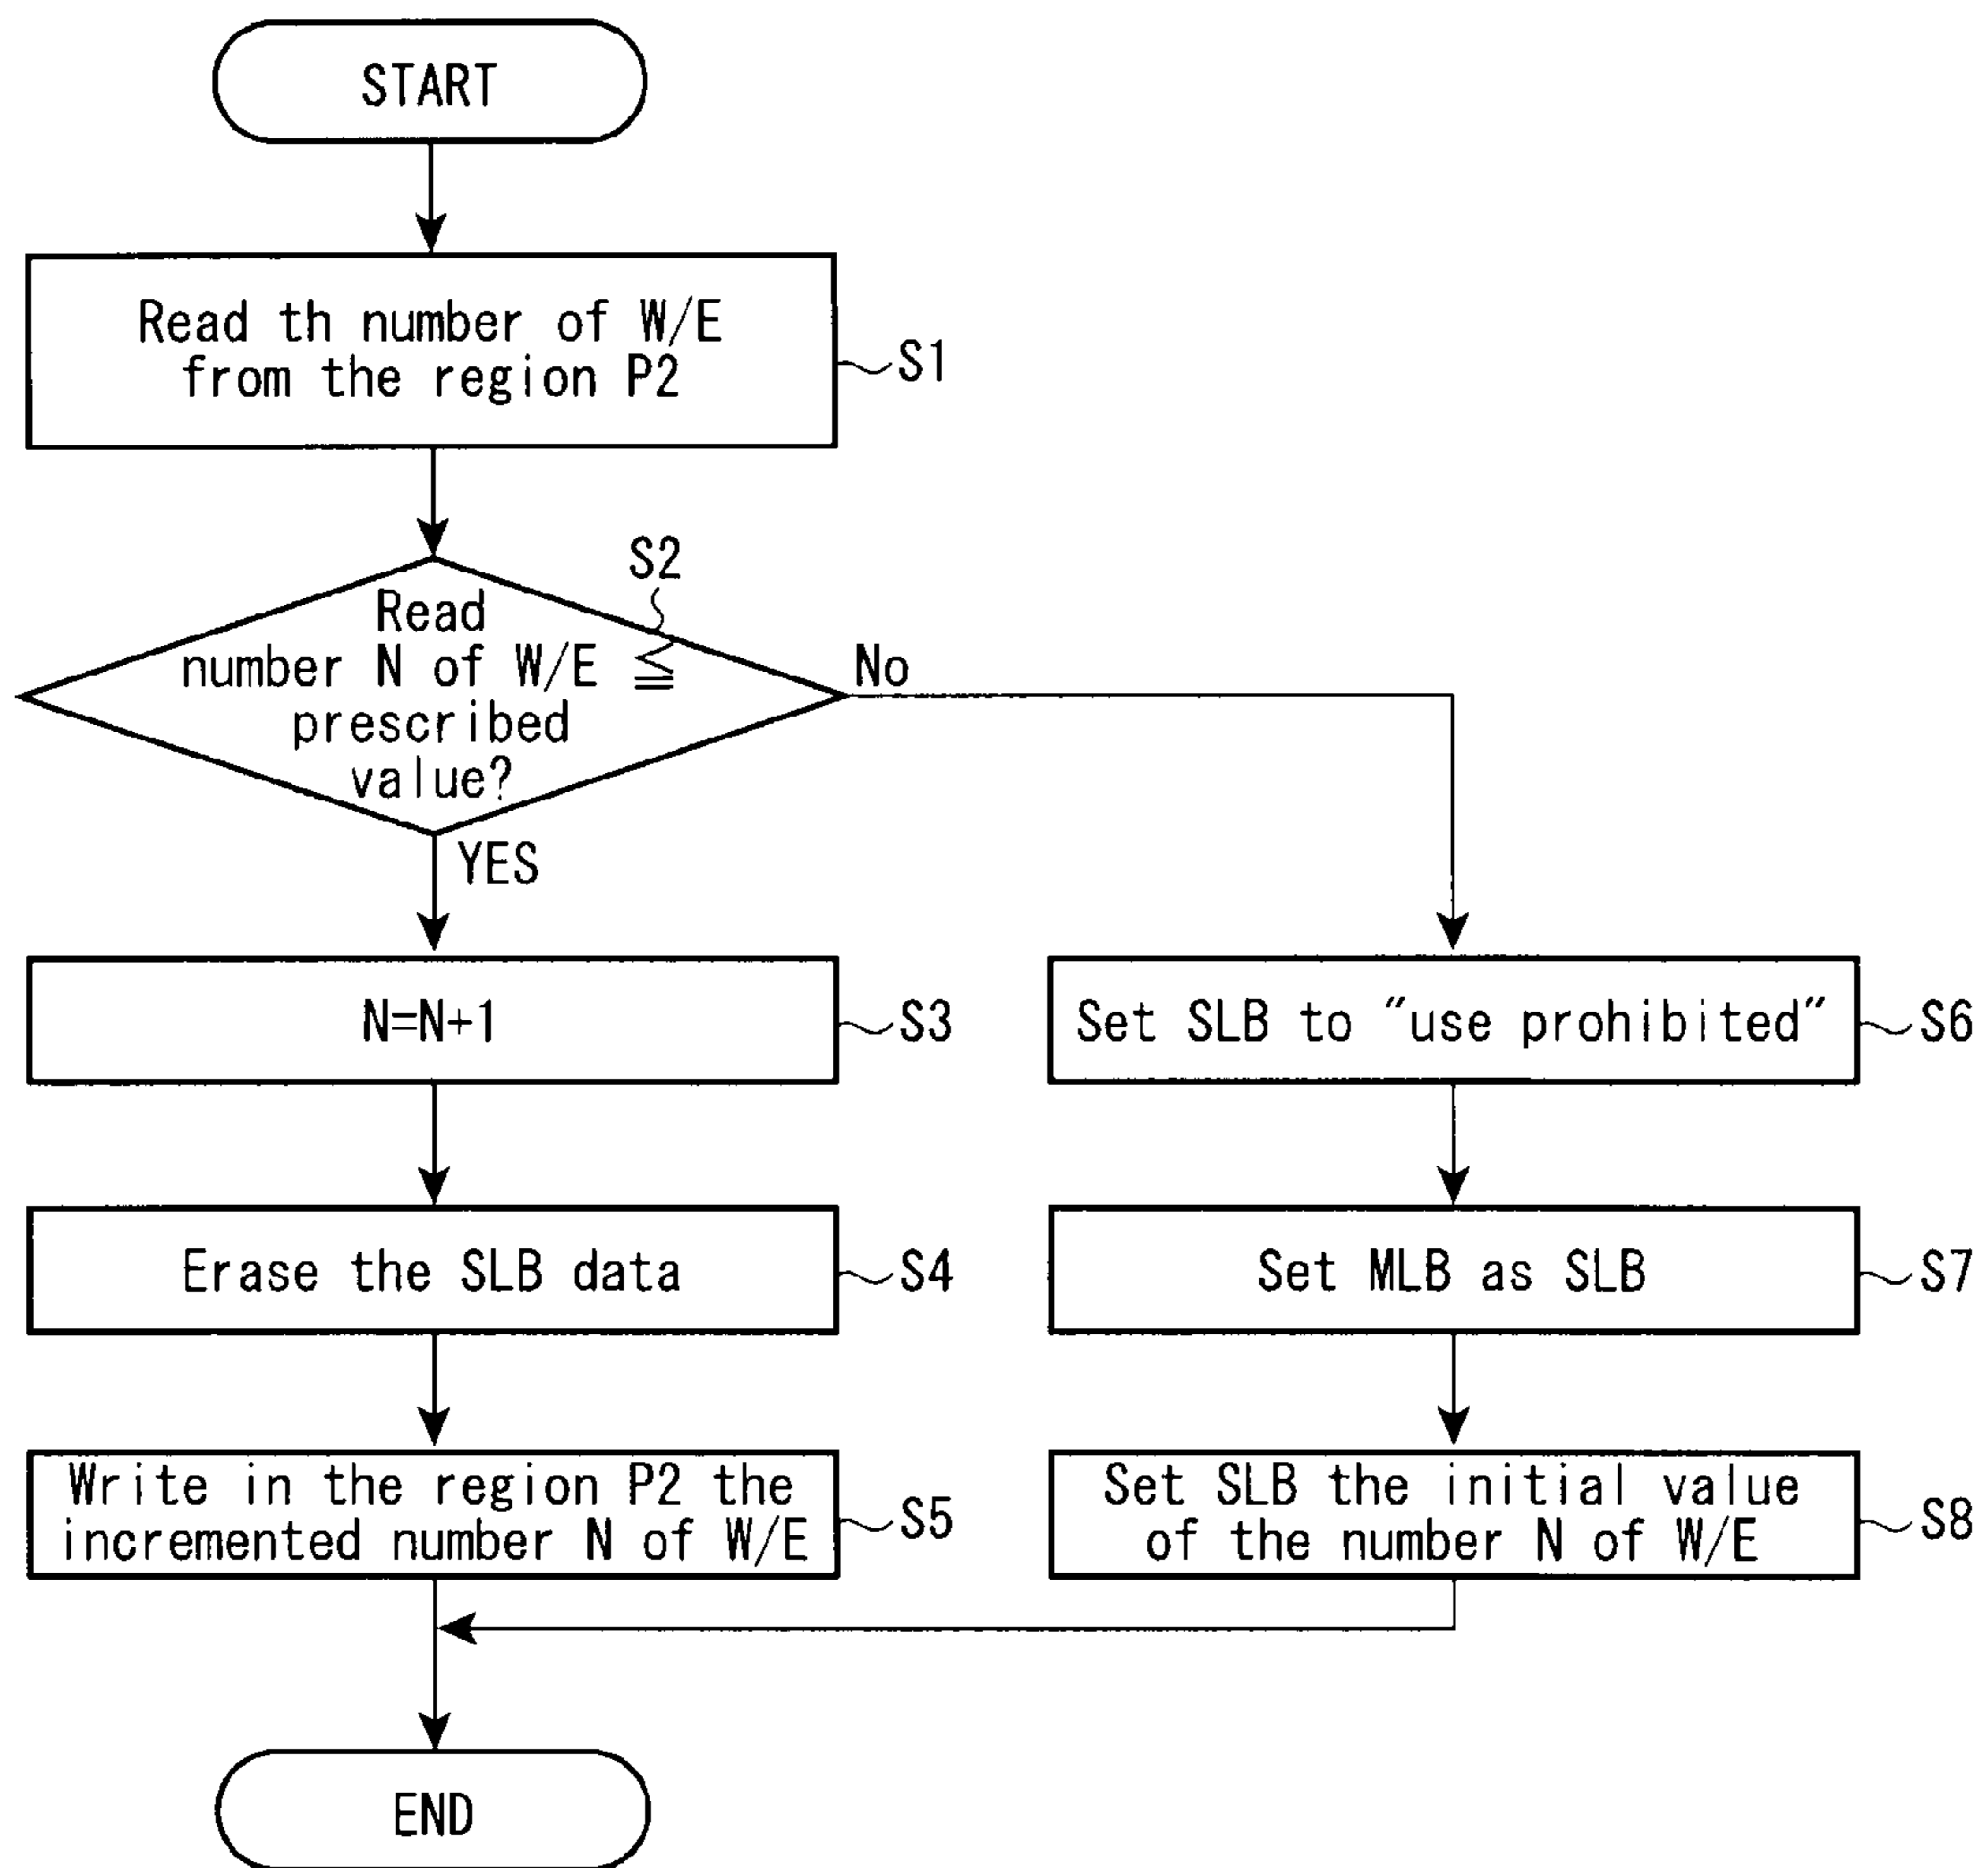 START
Read th number of W/E
from the region P2
S1
S2
Read
number N of W/E ≦
prescribed
value?
No
YES
N=N+1
S3
Set SLB to "use prohibited"
S6
Erase the SLB data
S4
Set MLB as SLB
S7
Write in the region P2 the
incremented number N of W/E
S5
Set SLB the initial value
of the number N of W/E
S8
END